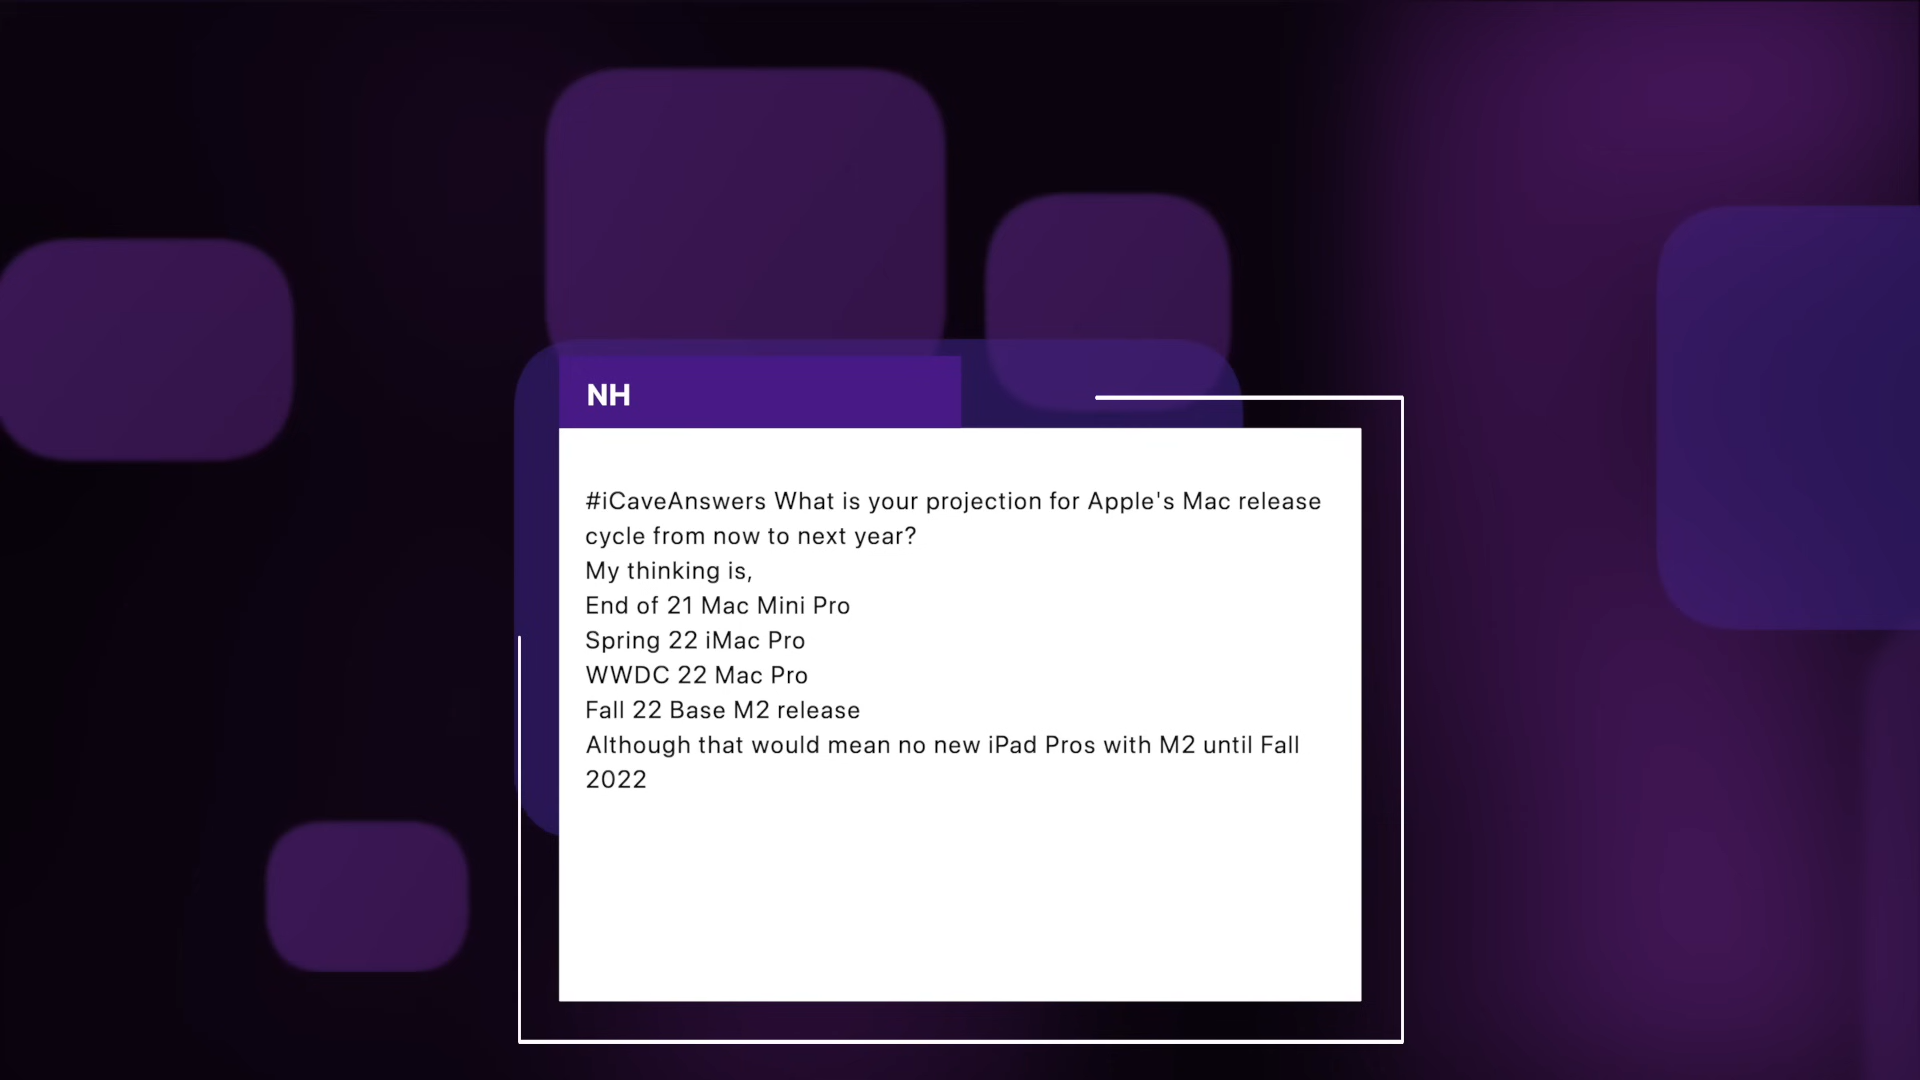 NH
#iCaveAnswers What is your projection for Apple's Mac release
cycle from now to next year?
My thinking is,
End of 21 Mac Mini Pro
Spring 22 iMac Pro
WWDC 22 Mac Pro
Fall 22 Base M2 release
Although that would mean no new iPad Pros with M2 until Fall
2022